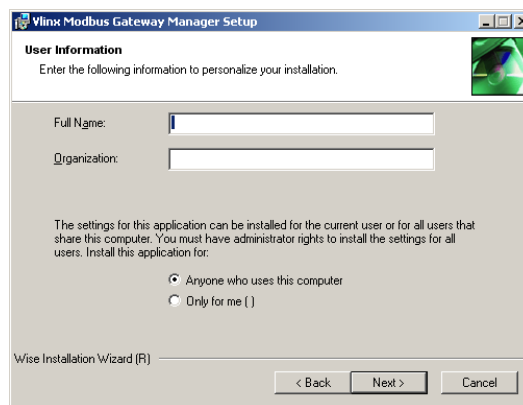 Vlinx Modbus Gateway Manager Setup
User Information
Enter the following information to personalize your installation.
Full Name:
Organization:
The settings for this application can be installed for the current user or for all users that
share this computer. You must have administrator rights to install the settings for all
users. Install this application for:
Anyone who uses this computer
Only for me ( )
Wise Installation Wizard (R)
< Back
Next >
Cancel